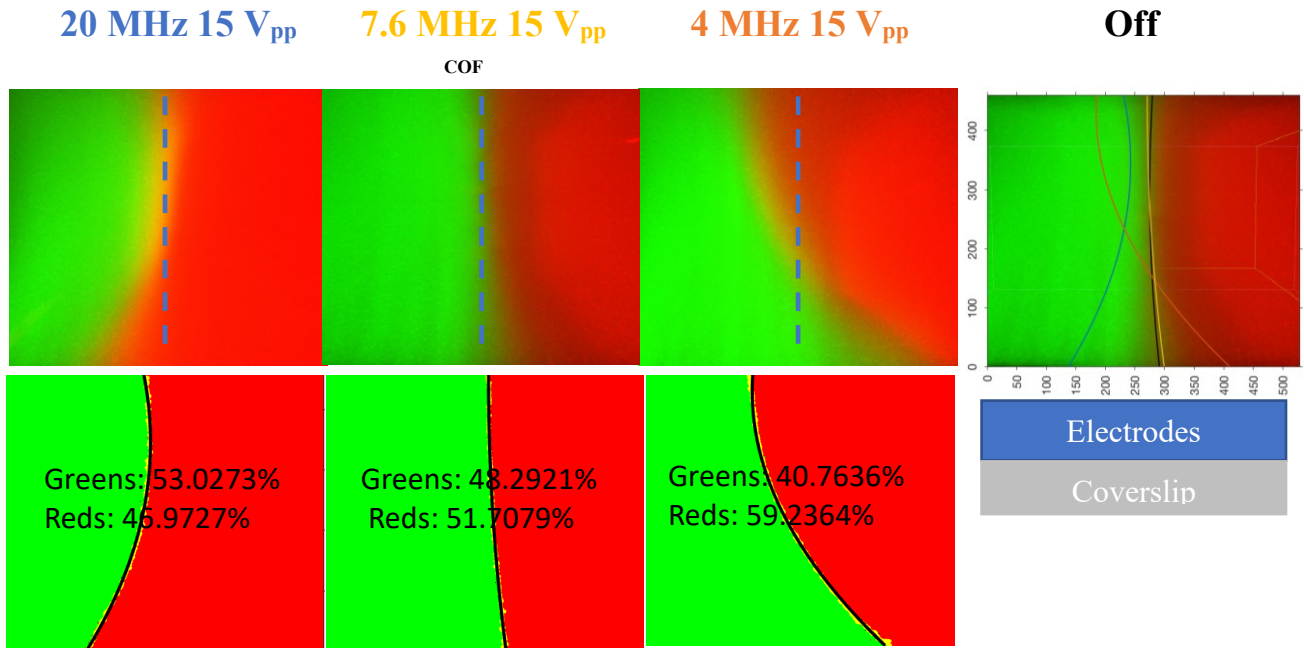 20 MHz 15 Vpp
7.6 MHz 15 Vpp
4 MHz 15 Vpp
Off
COF
400
300
200
100
0
0
50
100
150
200
250
300
350
400
450
500
Greens: 53.0273%
Reds: 46.9727%
Greens: 48.2921%
Reds: 51.7079%
Greens: 40.7636%
Reds: 59.2364%
Electrodes
Coverslip